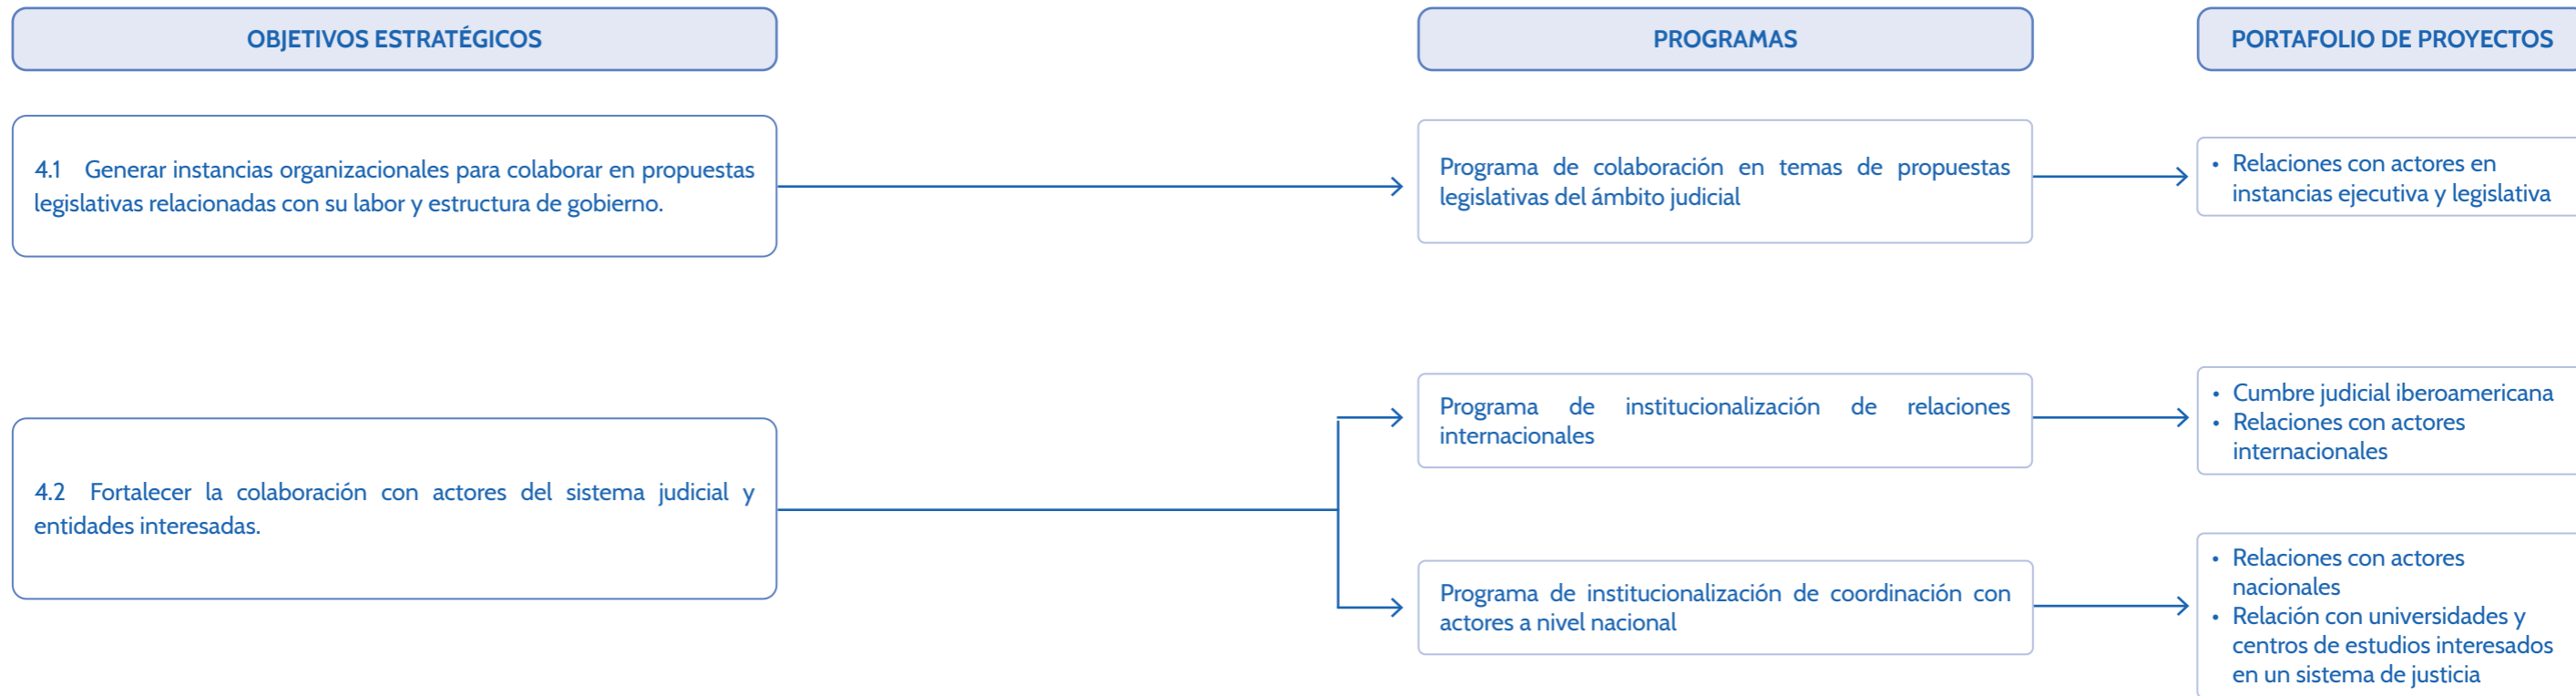 OBJETIVOS ESTRATÉGICOS
PROGRAMAS
PORTAFOLIO DE PROYECTOS
4.1 Generar instancias organizacionales para colaborar en propuestas
legislativas relacionadas con su labor y estructura de gobierno.
Programa de colaboración en temas de propuestas
legislativas del ámbito judicial
• Relaciones con actores en
instancias ejecutiva y legislativa
4.2 Fortalecer la colaboración con actores del sistema judicial y
entidades interesadas.
Programa de institucionalización de relaciones
internacionales
• Cumbre judicial iberoamericana
• Relaciones con actores
internacionales
Programa de institucionalización de coordinación con
actores a nivel nacional
• Relaciones con actores
nacionales
• Relación con universidades y
centros de estudios interesados
en un sistema de justicia